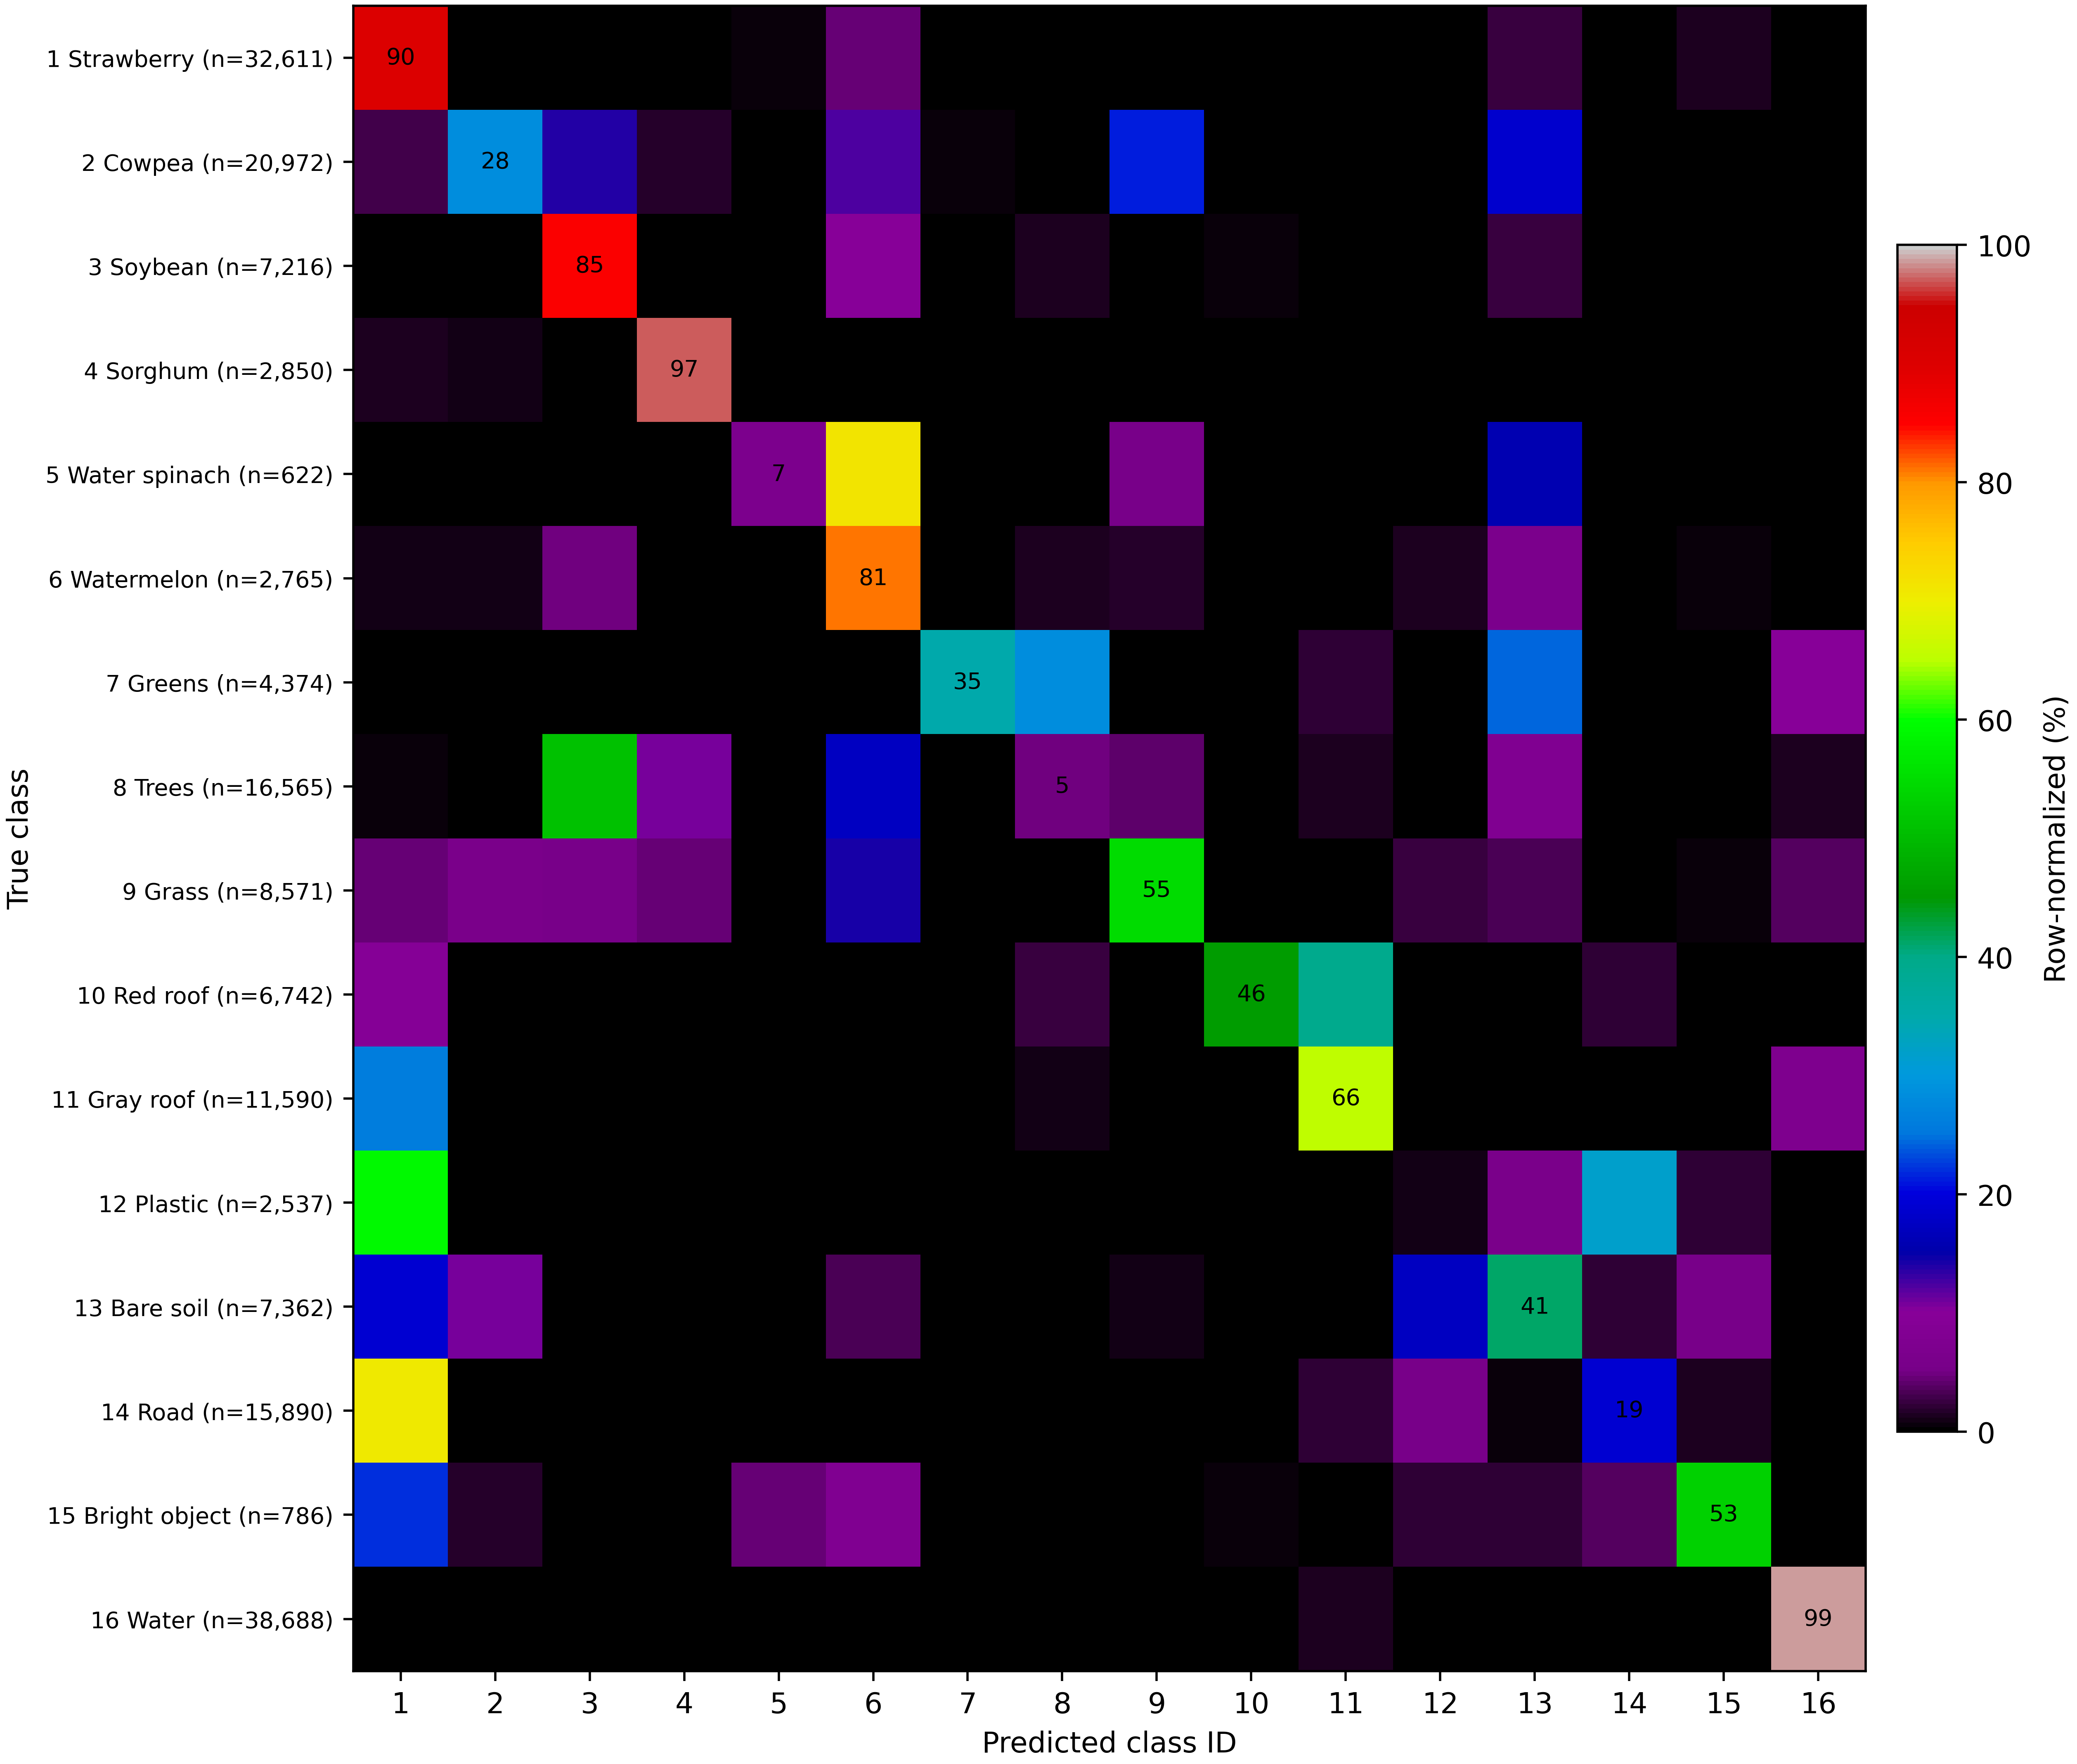 1 Strawberry (n=32,611)
90
2 Cowpea (n=20,972)
28
3 Soybean (n=7,216)
85
4 Sorghum (n=2,850)
97
5 Water spinach (n=622)
7
6 Watermelon (n=2,765)
81
7 Greens (n=4,374)
35
8 Trees (n=16,565)
5
9 Grass (n=8,571)
55
10 Red roof (n=6,742)
46
11 Gray roof (n=11,590)
66
12 Plastic (n=2,537)
13 Bare soil (n=7,362)
41
14 Road (n=15,890)
19
15 Bright object (n=786)
53
16 Water (n=38,688)
99
True class
1 2 3 4 5 6 7 8 9 10 11 12 13 14 15 16
Predicted class ID
100
80
60
40
20
0
Row-normalized (%)